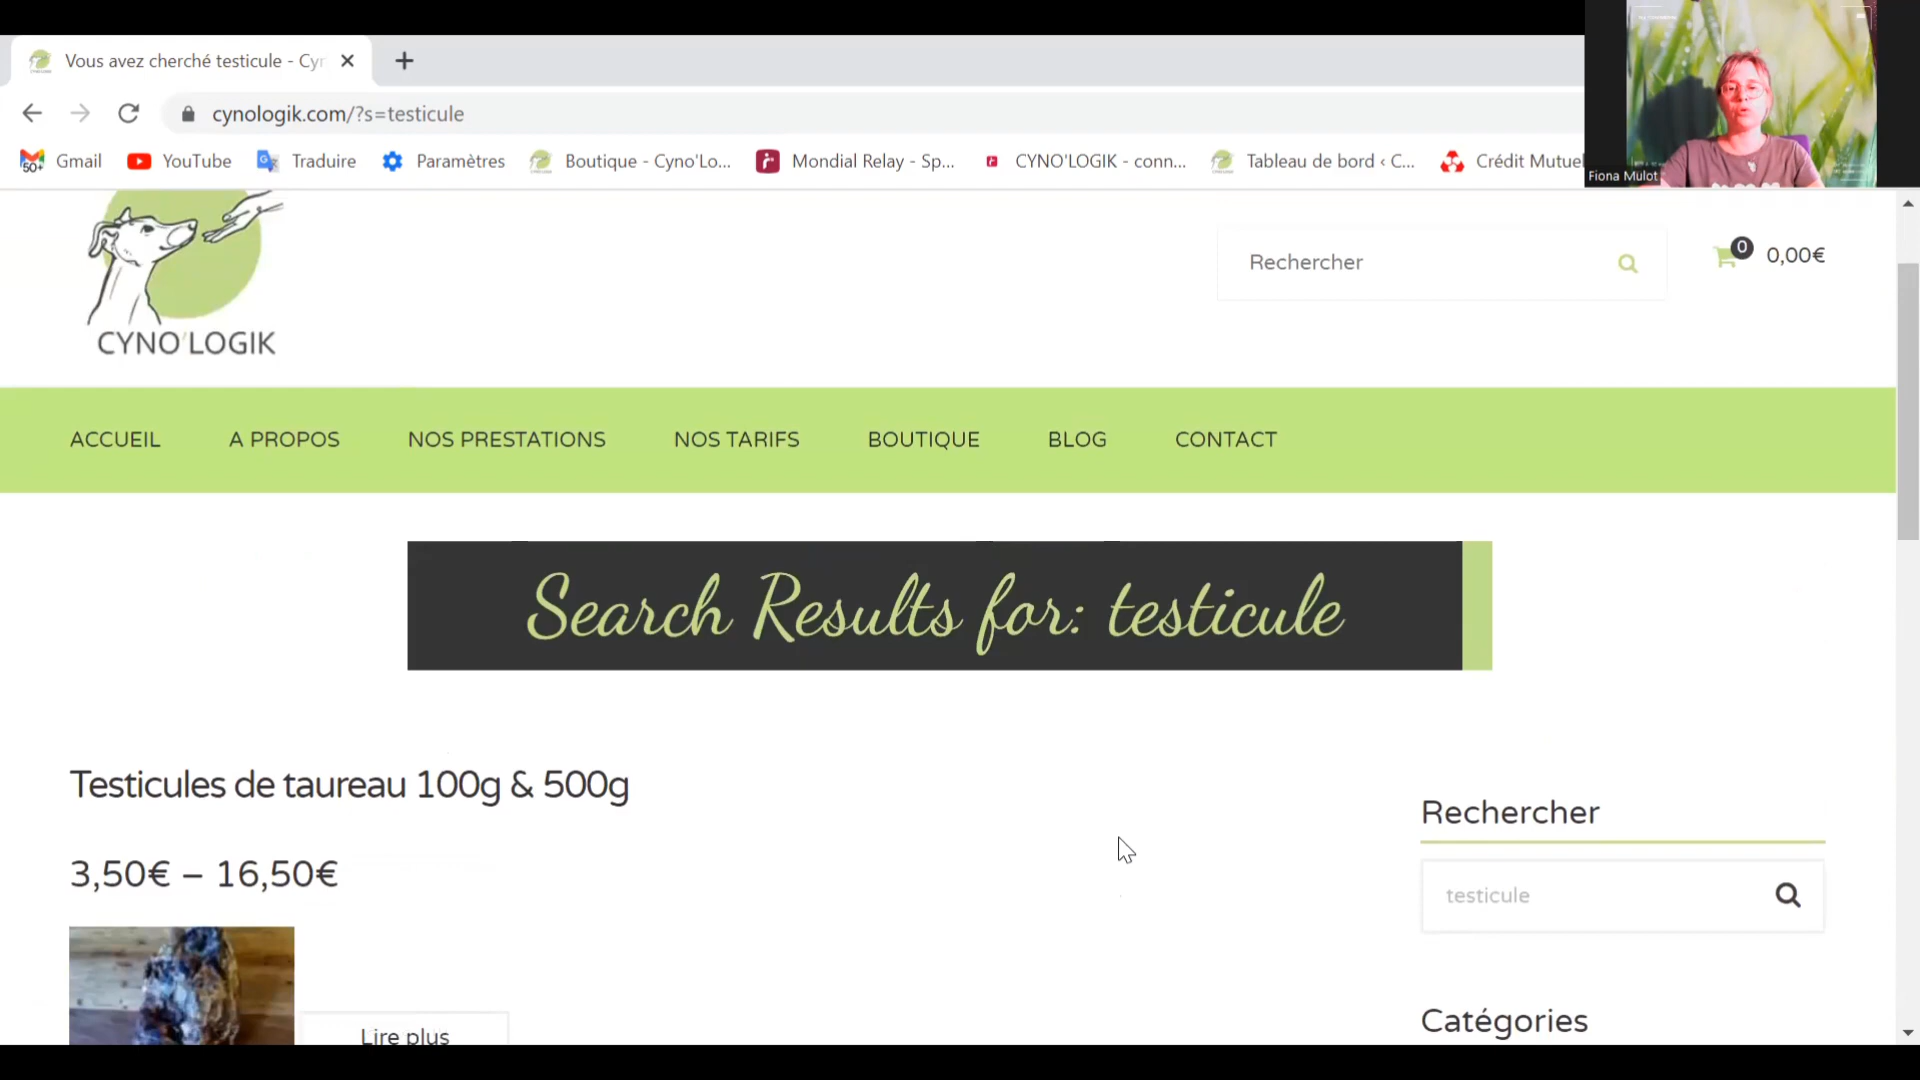 Vous avez cherché testicule - Cy
cynologik.com/?s=testicule
50+ Gmail YouTube Traduire Paramètres Boutique - Cyno'Lo... Mondial Relay - Sp... CYNO'LOGIK - conn... Tableau de bord ‹ C... Crédit Mutuel
Fiona Mulot
CYNO'LOGIK
Rechercher
0 0,00€
ACCUEIL A PROPOS NOS PRESTATIONS NOS TARIFS BOUTIQUE BLOG CONTACT
Search Results for: testicule
Testicules de taureau 100g & 500g
3,50€ – 16,50€
Lire plus
Rechercher
testicule
Catégories